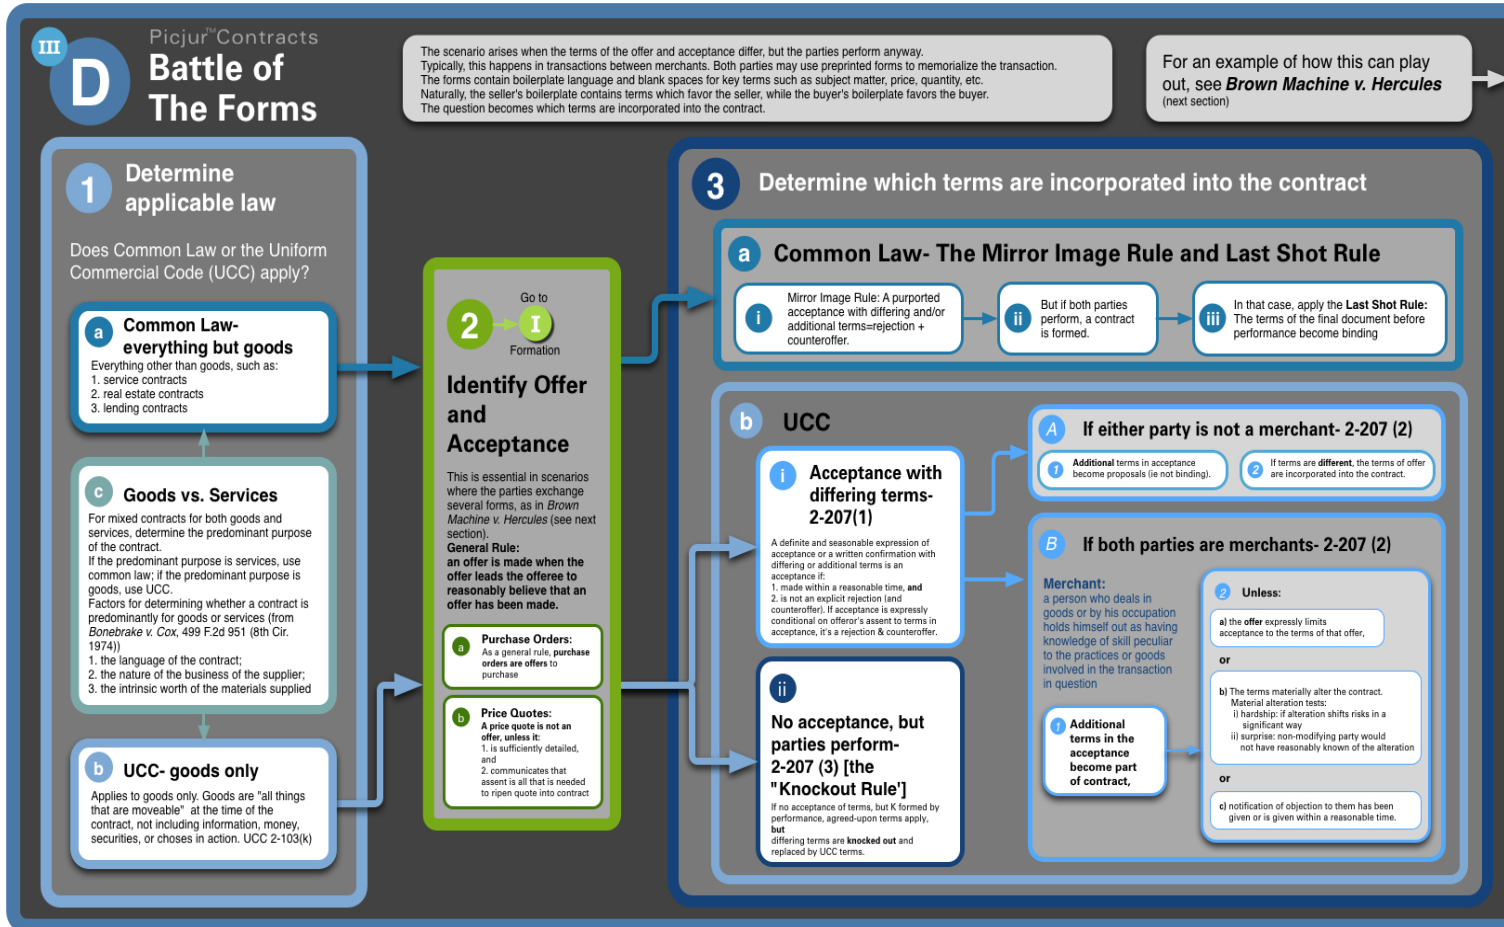 III
D
Picjur™Contracts
Battle of
The Forms
The scenario arises when the terms of the offer and acceptance differ, but the parties perform anyway.
Typically, this happens in transactions between merchants. Both parties may use preprinted forms to memorialize the transaction.
The forms contain boilerplate language and blank spaces for key terms such as subject matter, price, quantity, etc.
Naturally, the seller's boilerplate contains terms which favor the seller, while the buyer's boilerplate favors the buyer.
The question becomes which terms are incorporated into the contract.
For an example of how this can play
out, see Brown Machine v. Hercules
(next section)
1
Determine
applicable law
Does Common Law or the Uniform
Commercial Code (UCC) apply?
a
Common Law-
everything but goods
Everything other than goods, such as:
1. service contracts
2. real estate contracts
3. lending contracts
c
Goods vs. Services
For mixed contracts for both goods and
services, determine the predominant purpose
of the contract.
If the predominant purpose is services, use
common law; if the predominant purpose is
goods, use UCC.
Factors for determining whether a contract is
predominantly for goods or services (from
Bonebrake v. Cox, 499 F.2d 951 (8th Cir.
1974))
1. the language of the contract;
2. the nature of the business of the supplier;
3. the intrinsic worth of the materials supplied
b
UCC- goods only
Applies to goods only. Goods are "all things
that are moveable" at the time of the
contract, not including information, money,
securities, or choses in action. UCC 2-103(k)
2
Go to
I
Formation
Identify Offer
and
Acceptance
This is essential in scenarios
where the parties exchange
several forms, as in Brown
Machine v. Hercules (see next
section).
General Rule:
an offer is made when the
offer leads the offeree to
reasonably believe that an
offer has been made.
a
Purchase Orders:
As a general rule, purchase
orders are offers to
purchase
b
Price Quotes:
A price quote is not an
offer, unless it:
1. is sufficiently detailed,
and
2. communicates that
assent is all that is needed
to ripen quote into contract
3
Determine which terms are incorporated into the contract
a
Common Law- The Mirror Image Rule and Last Shot Rule
i
Mirror Image Rule: A purported
acceptance with differing and/or
additional terms=rejection +
counteroffer.
ii
But if both parties
perform, a contract
is formed.
iii
In that case, apply the Last Shot Rule:
The terms of the final document before
performance become binding
b
UCC
i
Acceptance with
differing terms-
2-207(1)
A definite and seasonable expression of
acceptance or a written confirmation with
differing or additional terms is an
acceptance if:
1. made within a reasonable time, and
2. is not an explicit rejection (and
counteroffer). If acceptance is expressly
conditional on offeror's assent to terms in
acceptance, it's a rejection & counteroffer.
ii
No acceptance, but
parties perform-
2-207 (3) [the
"Knockout Rule']
If no acceptance of terms, but K formed by
performance, agreed-upon terms apply,
but
differing terms are knocked out and
replaced by UCC terms.
A
If either party is not a merchant- 2-207 (2)
1
Additional terms in acceptance
become proposals (ie not binding).
2
If terms are different, the terms of offer
are incorporated into the contract.
B
If both parties are merchants- 2-207 (2)
Merchant:
a person who deals in
goods or by his occupation
holds himself out as having
knowledge of skill peculiar
to the practices or goods
involved in the transaction
in question
1
Additional
terms in the
acceptance
become part
of contract,
2
Unless:
a) the offer expressly limits
acceptance to the terms of that offer,
or
b) The terms materially alter the contract.
Material alteration tests:
i) hardship: if alteration shifts risks in a
significant way
ii) surprise: non-modifying party would
not have reasonably known of the alteration
or
c) notification of objection to them has been
given or is given within a reasonable time.